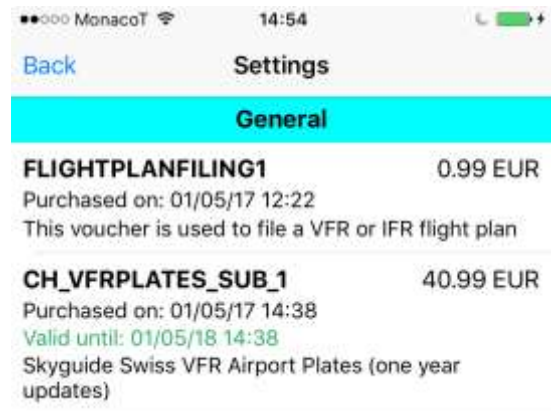 MonacoT 14:54
Back Settings
General
FLIGHTPLANFILING1 0.99 EUR
Purchased on: 01/05/17 12:22
This voucher is used to file a VFR or IFR flight plan
CH_VFRPLATES_SUB_1 40.99 EUR
Purchased on: 01/05/17 14:38
Valid until: 01/05/18 14:38
Skyguide Swiss VFR Airport Plates (one year
updates)